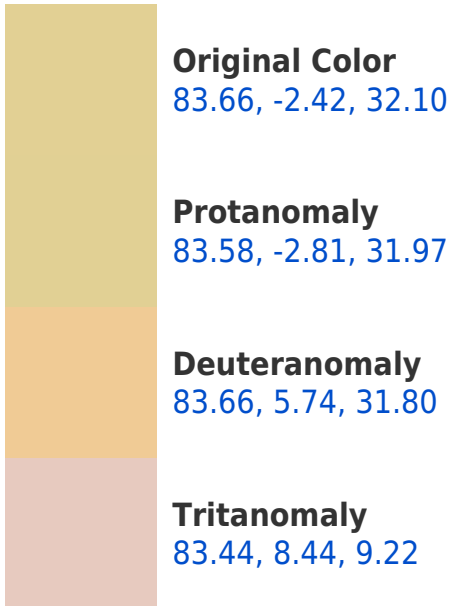 Original Color
83.66, -2.42, 32.10
Protanomaly
83.58, -2.81, 31.97
Deuteranomaly
83.66, 5.74, 31.80
Tritanomaly
83.44, 8.44, 9.22